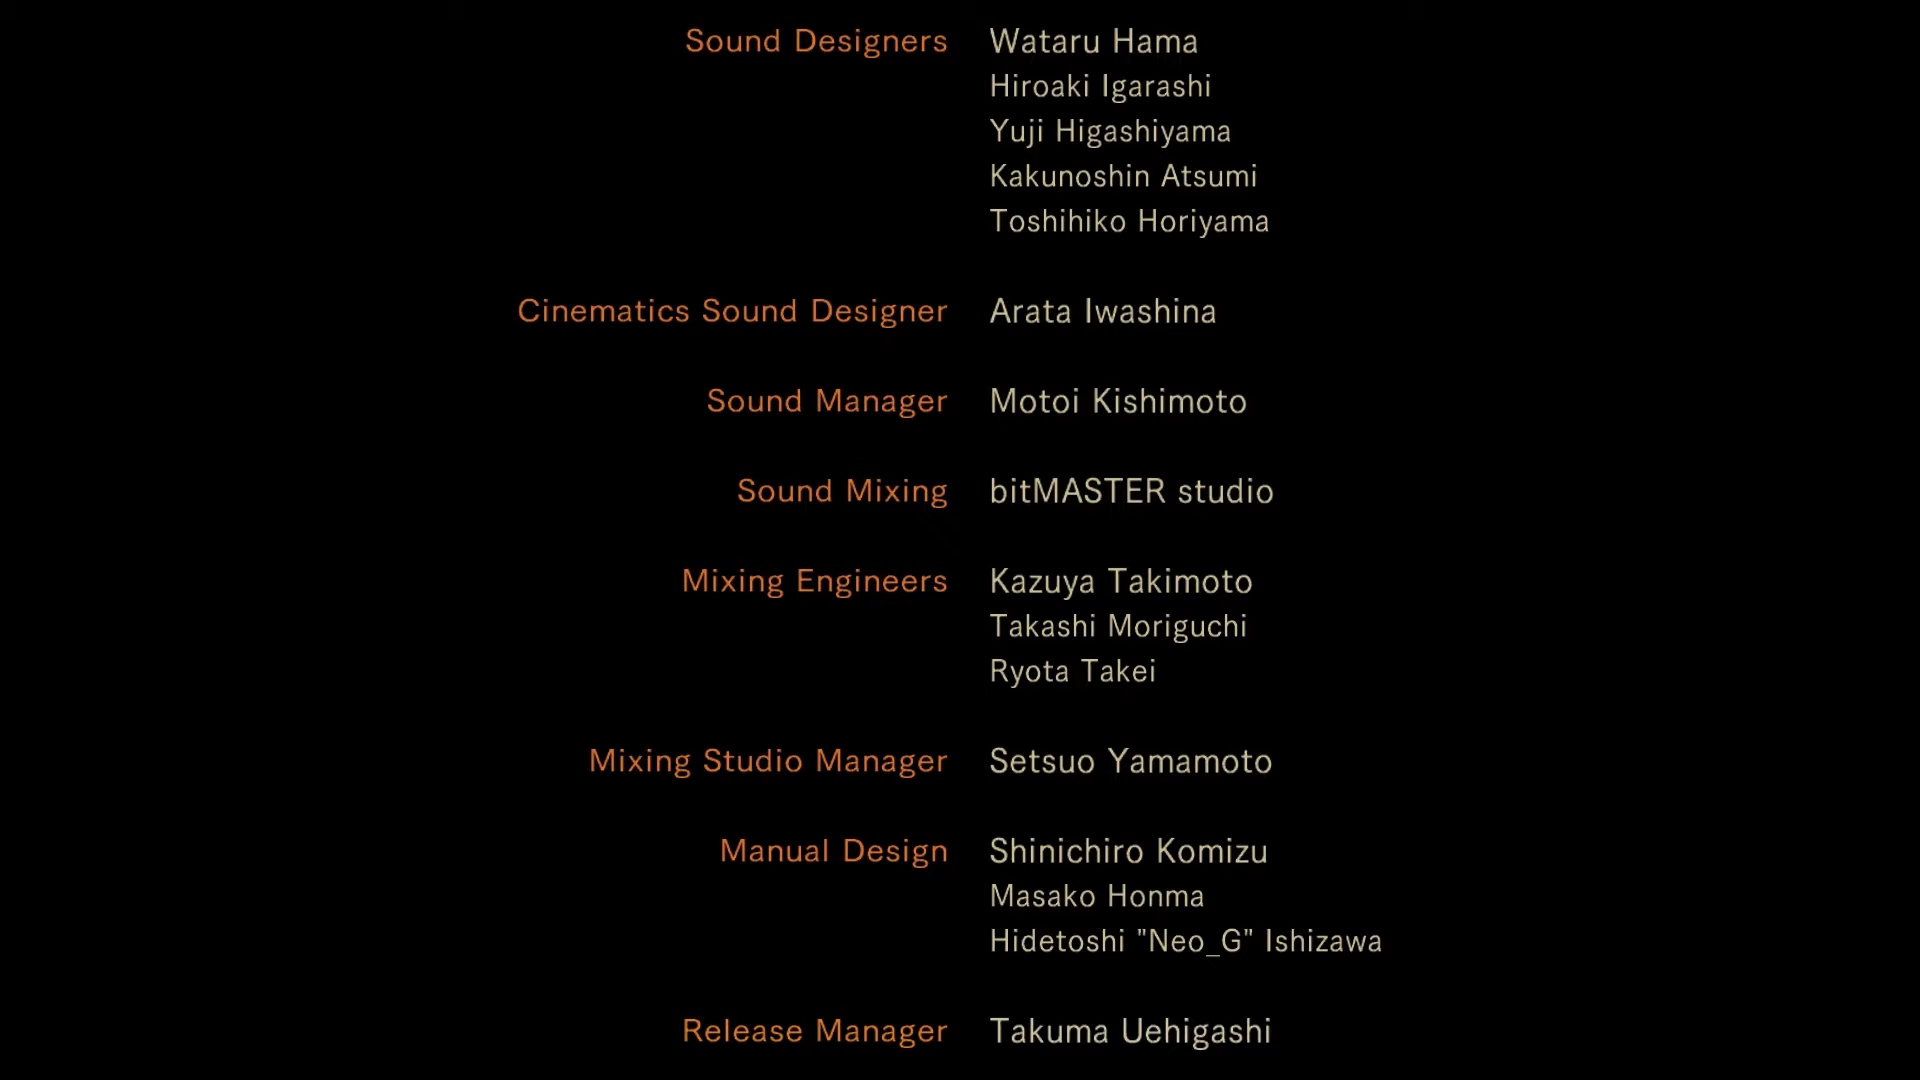 Sound Designers Wataru Hama
Hiroaki Igarashi
Yuji Higashiyama
Kakunoshin Atsumi
Toshihiko Horiyama
Cinematics Sound Designer Arata Iwashina
Sound Manager Motoi Kishimoto
Sound Mixing bitMASTER studio
Mixing Engineers Kazuya Takimoto
Takashi Moriguchi
Ryota Takei
Mixing Studio Manager Setsuo Yamamoto
Manual Design Shinichiro Komizu
Masako Honma
Hidetoshi "Neo_G" Ishizawa
Release Manager Takuma Uehigashi